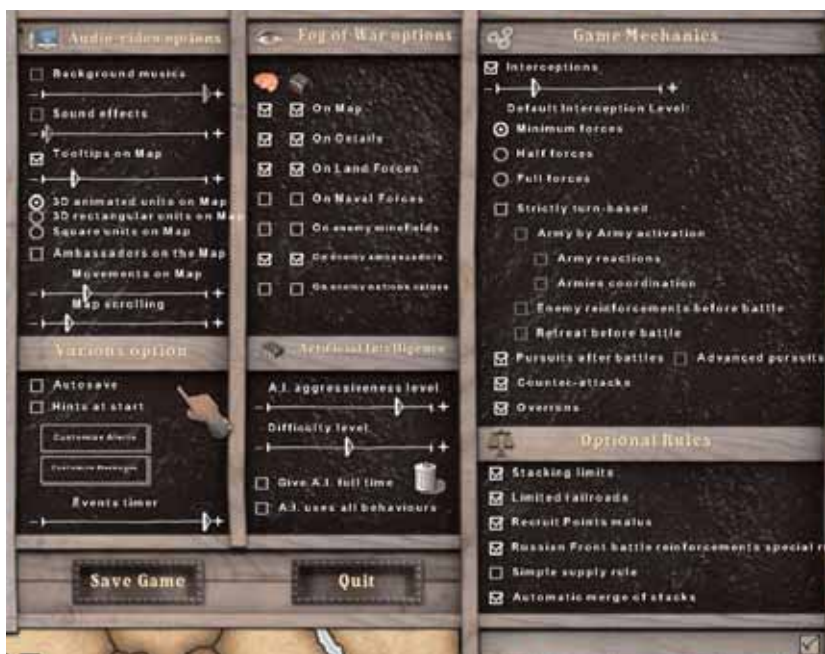 Audio-video options
Background musics
Sound effects
Tooltips on Map
3D animated units on Map
3D rectangular units on Map
Square units on Map
Ambassadors on the Map
Movements on Map
Map scrolling
Various option
Autosave
Hints at start
Customize Alerts
Customize Messages
Events timer
Fog of War options
On Map
On Details
On Land Forces
On Naval Forces
On enemy minefields
On enemy ambassadors
On enemy nations values
Artificial Intelligence
A.I. aggressiveness level
Difficulty level
Give A.I. full time
A.I. uses all behaviours
Save Game
Quit
Game Mechanics
Interceptions
Default Interception Level:
Minimum forces
Half forces
Full forces
Strictly turn-based
Army by Army activation
Army reactions
Armies coordination
Enemy reinforcements before battle
Retreat before battle
Pursuits after battles Advanced pursuits
Counter-attacks
Overruns
Optional Rules
Stacking limits
Limited railroads
Recruit Points malus
Russian Front battle reinforcements special r
Simple supply rule
Automatic merge of stacks